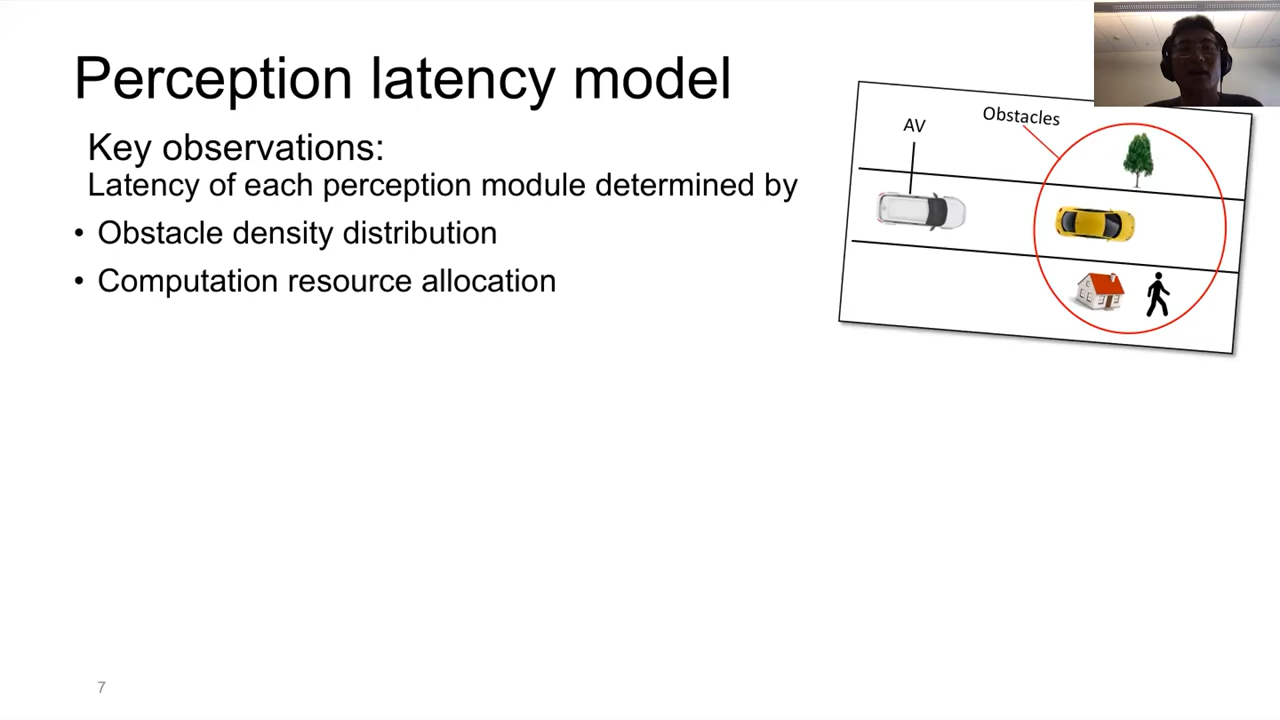 Perception latency model
Key observations:
Latency of each perception module determined by
• Obstacle density distribution
• Computation resource allocation
AV
Obstacles
7